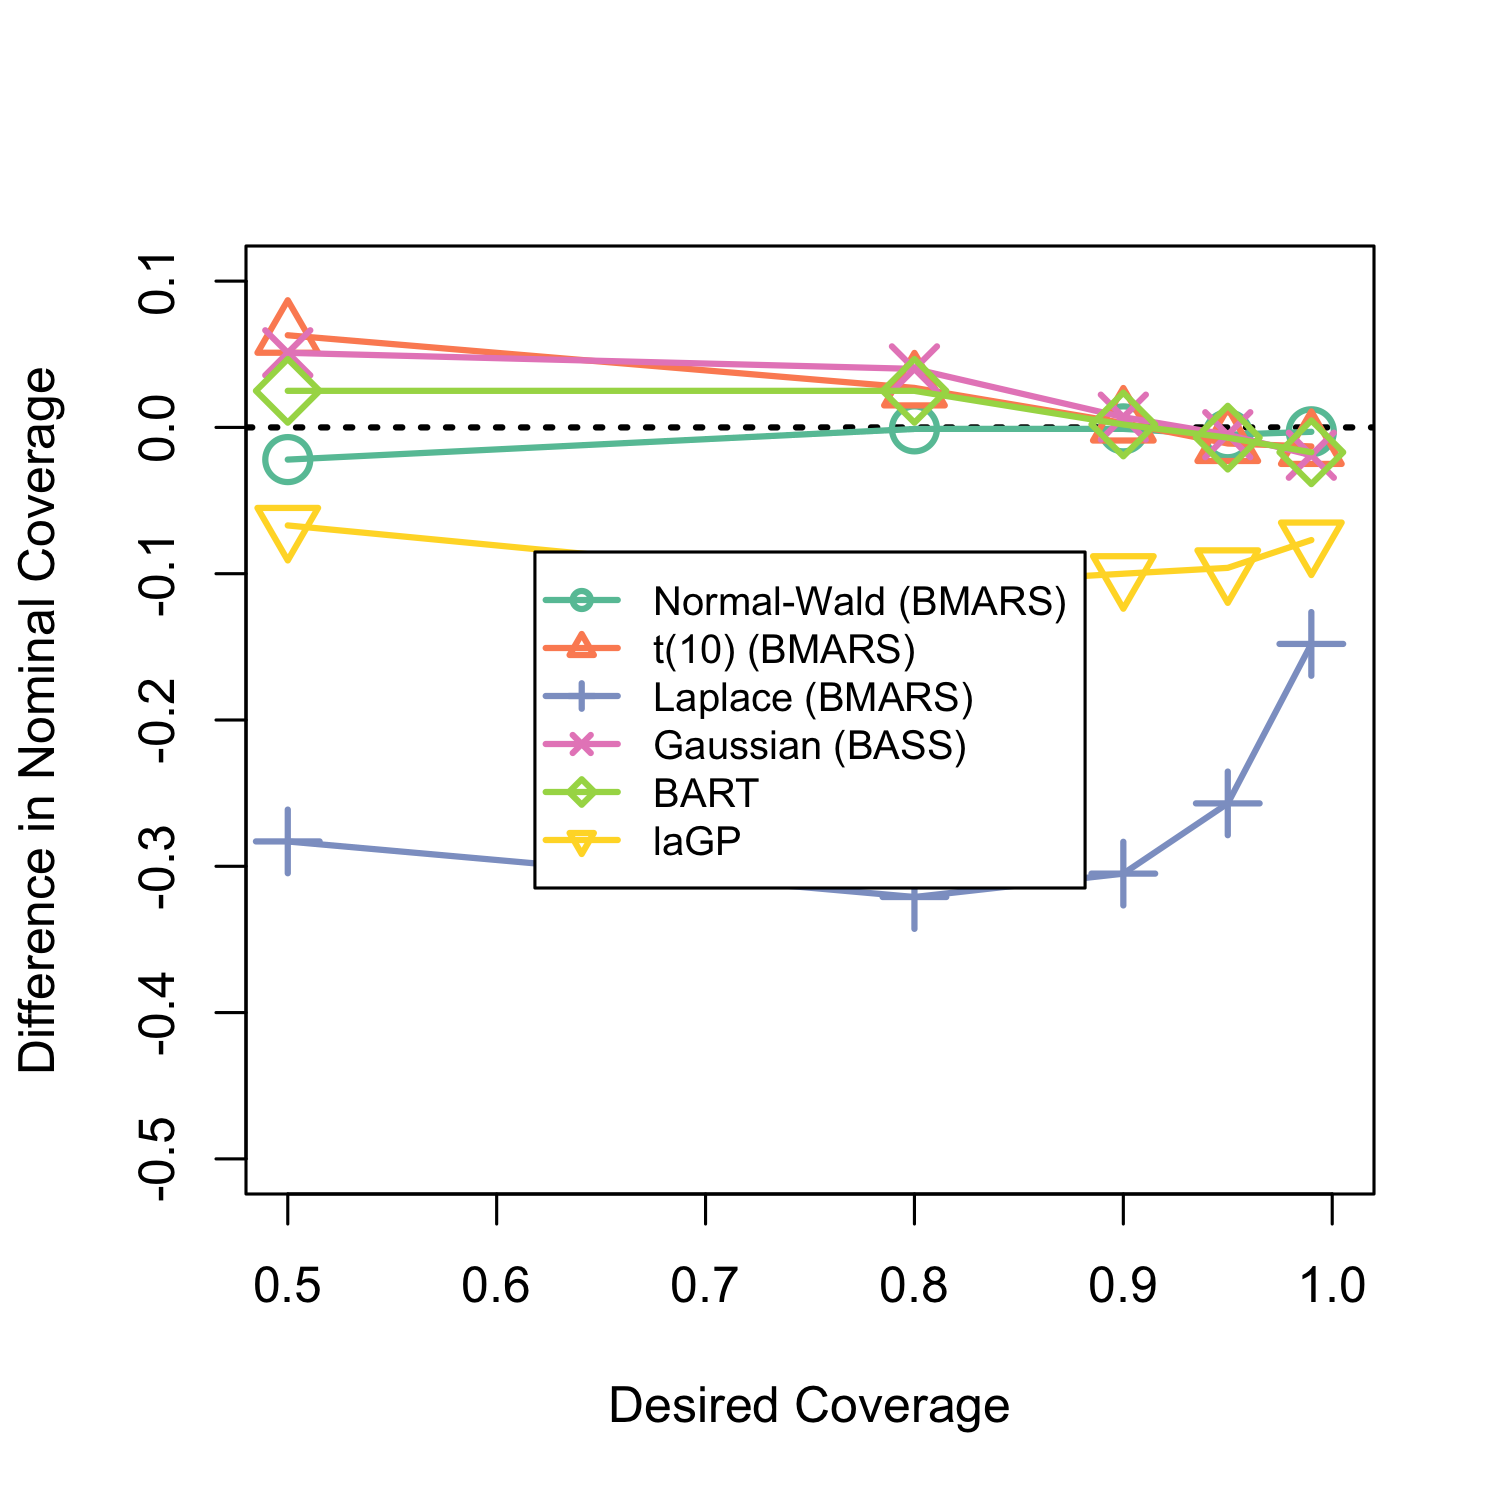 Difference in Nominal Coverage
0.1
0.0
-0.1
-0.2
-0.3
-0.4
-0.5
Normal-Wald (BMARS)
t(10) (BMARS)
Laplace (BMARS)
Gaussian (BASS)
BART
laGP
0.5 0.6 0.7 0.8 0.9 1.0
Desired Coverage